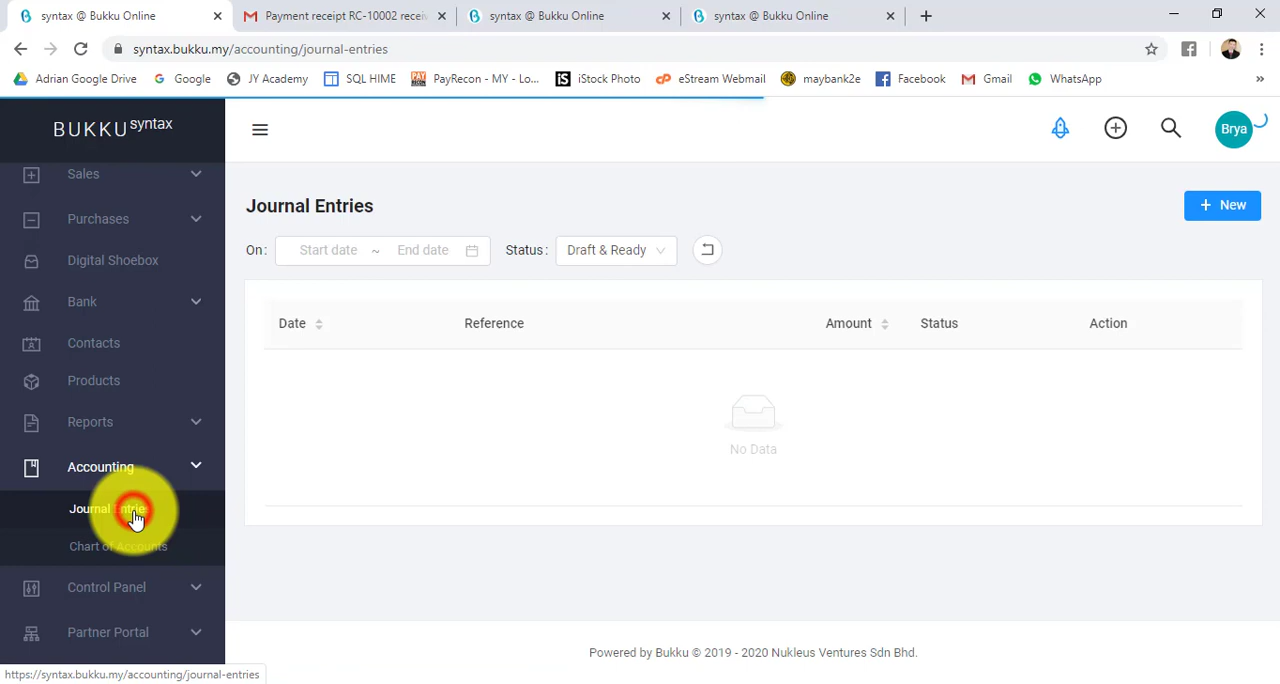 syntax @ Bukku Online
Payment receipt RC-10002 recei
syntax @ Bukku Online
syntax @ Bukku Online
syntax.bukku.my/accounting/journal-entries
Adrian Google Drive
Google
JY Academy
SQL HIME
PayRecon - MY - Lo...
iStock Photo
eStream Webmail
maybank2e
Facebook
Gmail
WhatsApp
»
BUKKU syntax
Brya
Sales
Purchases
Digital Shoebox
Bank
Contacts
Products
Reports
Accounting
Journal Entries
Chart of Accounts
Control Panel
Partner Portal
Journal Entries
+ New
On :
Start date ~ End date
Status :
Draft & Ready
Date
Reference
Amount
Status
Action
No Data
Powered by Bukku © 2019 - 2020 Nukleus Ventures Sdn Bhd.
https://syntax.bukku.my/accounting/journal-entries